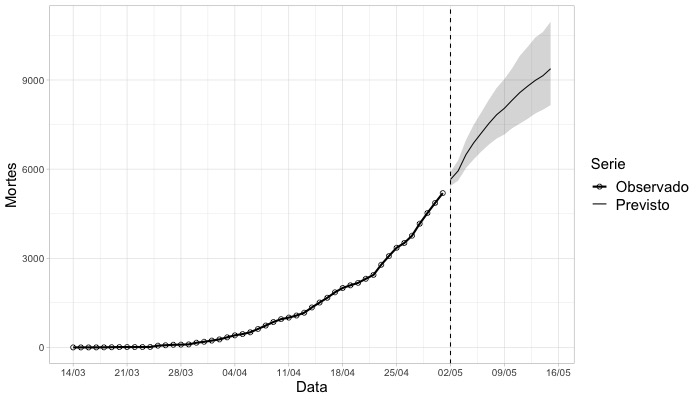 Mortes
9000
6000
3000
0
14/03 21/03 28/03 04/04 11/04 18/04 25/04 02/05 09/05 16/05
Data
Serie
Observado
Previsto